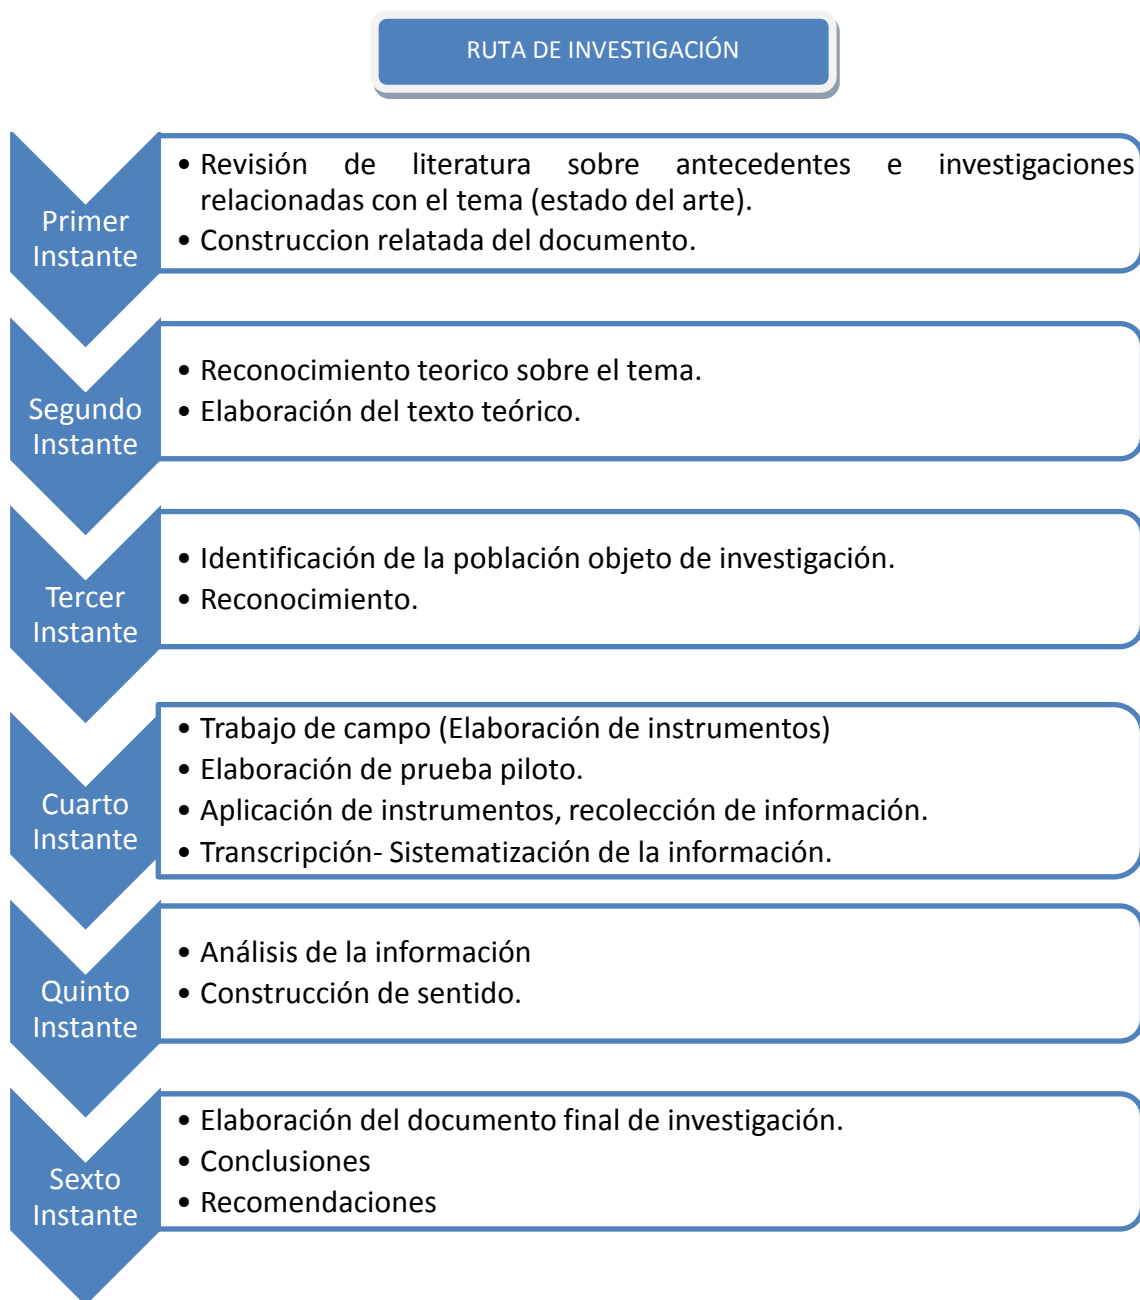 RUTA DE INVESTIGACIÓN
Primer
Instante
• Revisión de literatura sobre antecedentes e investigaciones
relacionadas con el tema (estado del arte).
• Construccion relatada del documento.
Segundo
Instante
• Reconocimiento teorico sobre el tema.
• Elaboración del texto teórico.
Tercer
Instante
• Identificación de la población objeto de investigación.
• Reconocimiento.
Cuarto
Instante
• Trabajo de campo (Elaboración de instrumentos)
• Elaboración de prueba piloto.
• Aplicación de instrumentos, recolección de información.
• Transcripción- Sistematización de la información.
Quinto
Instante
• Análisis de la información
• Construcción de sentido.
Sexto
Instante
• Elaboración del documento final de investigación.
• Conclusiones
• Recomendaciones